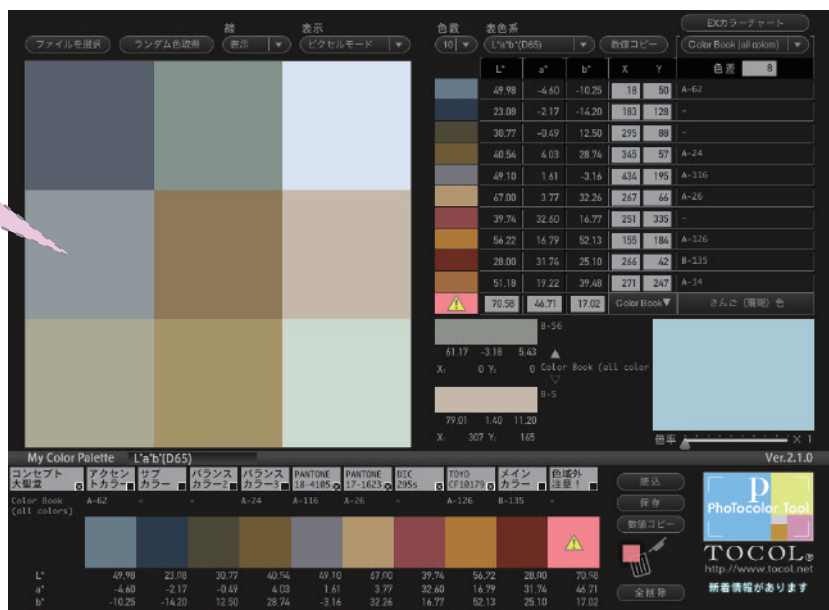 線 表示 色数 表色系 EXカラーチャート
ファイルを選択 ランダム色取得 表示 ▼ ピクセルモード ▼ 10 ▼ L*a*b*(D65) ▼ 数値コピー Color Book (all colors) ▼
L* a* b* X Y 色差 8
49.98 -4.60 -10.25 18 50 A-62
23.08 -2.17 -14.20 183 128 -
30.77 -0.49 12.50 295 88 -
40.54 4.03 28.74 345 57 A-24
49.10 1.61 -3.16 434 195 A-116
67.00 3.77 32.26 267 66 A-26
39.74 32.60 16.77 251 335 -
56.22 16.79 52.13 155 184 A-126
28.00 31.74 25.10 266 42 B-135
51.18 19.22 39.48 271 247 A-14
70.58 46.71 17.02 Color Book▼ さんご（珊瑚）色
B-56
61.17 -3.18 5.43 ▲
X: 0 Y: 0 Color Book (all color
▽
B-5
79.01 1.40 11.20
X: 307 Y: 165
倍率 X 1
My Color Palette L*a*b*(D65) Ver.2.1.0
コンセプト アクセン サブ バランス バランス PANTONE PANTONE DIC TOYO メイン 色域外
大聖堂 トカラー カラー カラー2 カラー3 18-4105 17-1623 295s CF10179 カラー 注意！
Color Book A-62 - - A-24 A-116 A-26 - A-126 B-135
(all colors)
読込
保存
数値コピー
全削除
PhoTocolor Tool
TOCOL®
http://www.tocol.net
新着情報があります
L* 49.98 23.08 30.77 40.54 49.10 67.00 39.74 56.22 28.00 70.58
a* -4.60 -2.17 -0.49 4.03 1.61 3.77 32.60 16.79 31.74 46.71
b* -10.25 -14.20 12.50 28.74 -3.16 32.26 16.77 52.13 25.10 17.02